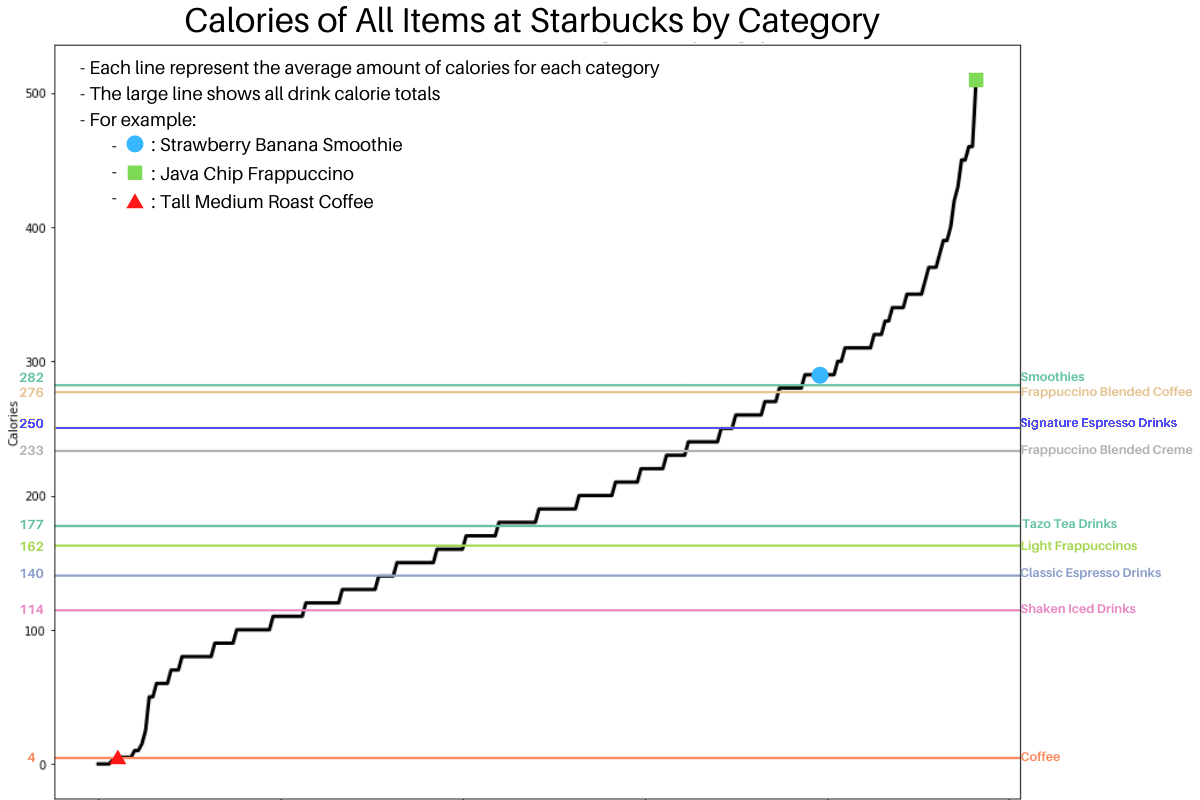 Calories of All Items at Starbucks by Category
- Each line represent the average amount of calories for each category
- The large line shows all drink calorie totals
- For example:
- : Strawberry Banana Smoothie
- : Java Chip Frappuccino
- : Tall Medium Roast Coffee
500
400
300
282 Smoothies
276 Frappuccino Blended Coffee
Calories
250 Signature Espresso Drinks
233 Frappuccino Blended Creme
200
177 Tazo Tea Drinks
162 Light Frappuccinos
140 Classic Espresso Drinks
114 Shaken Iced Drinks
100
4 Coffee
0